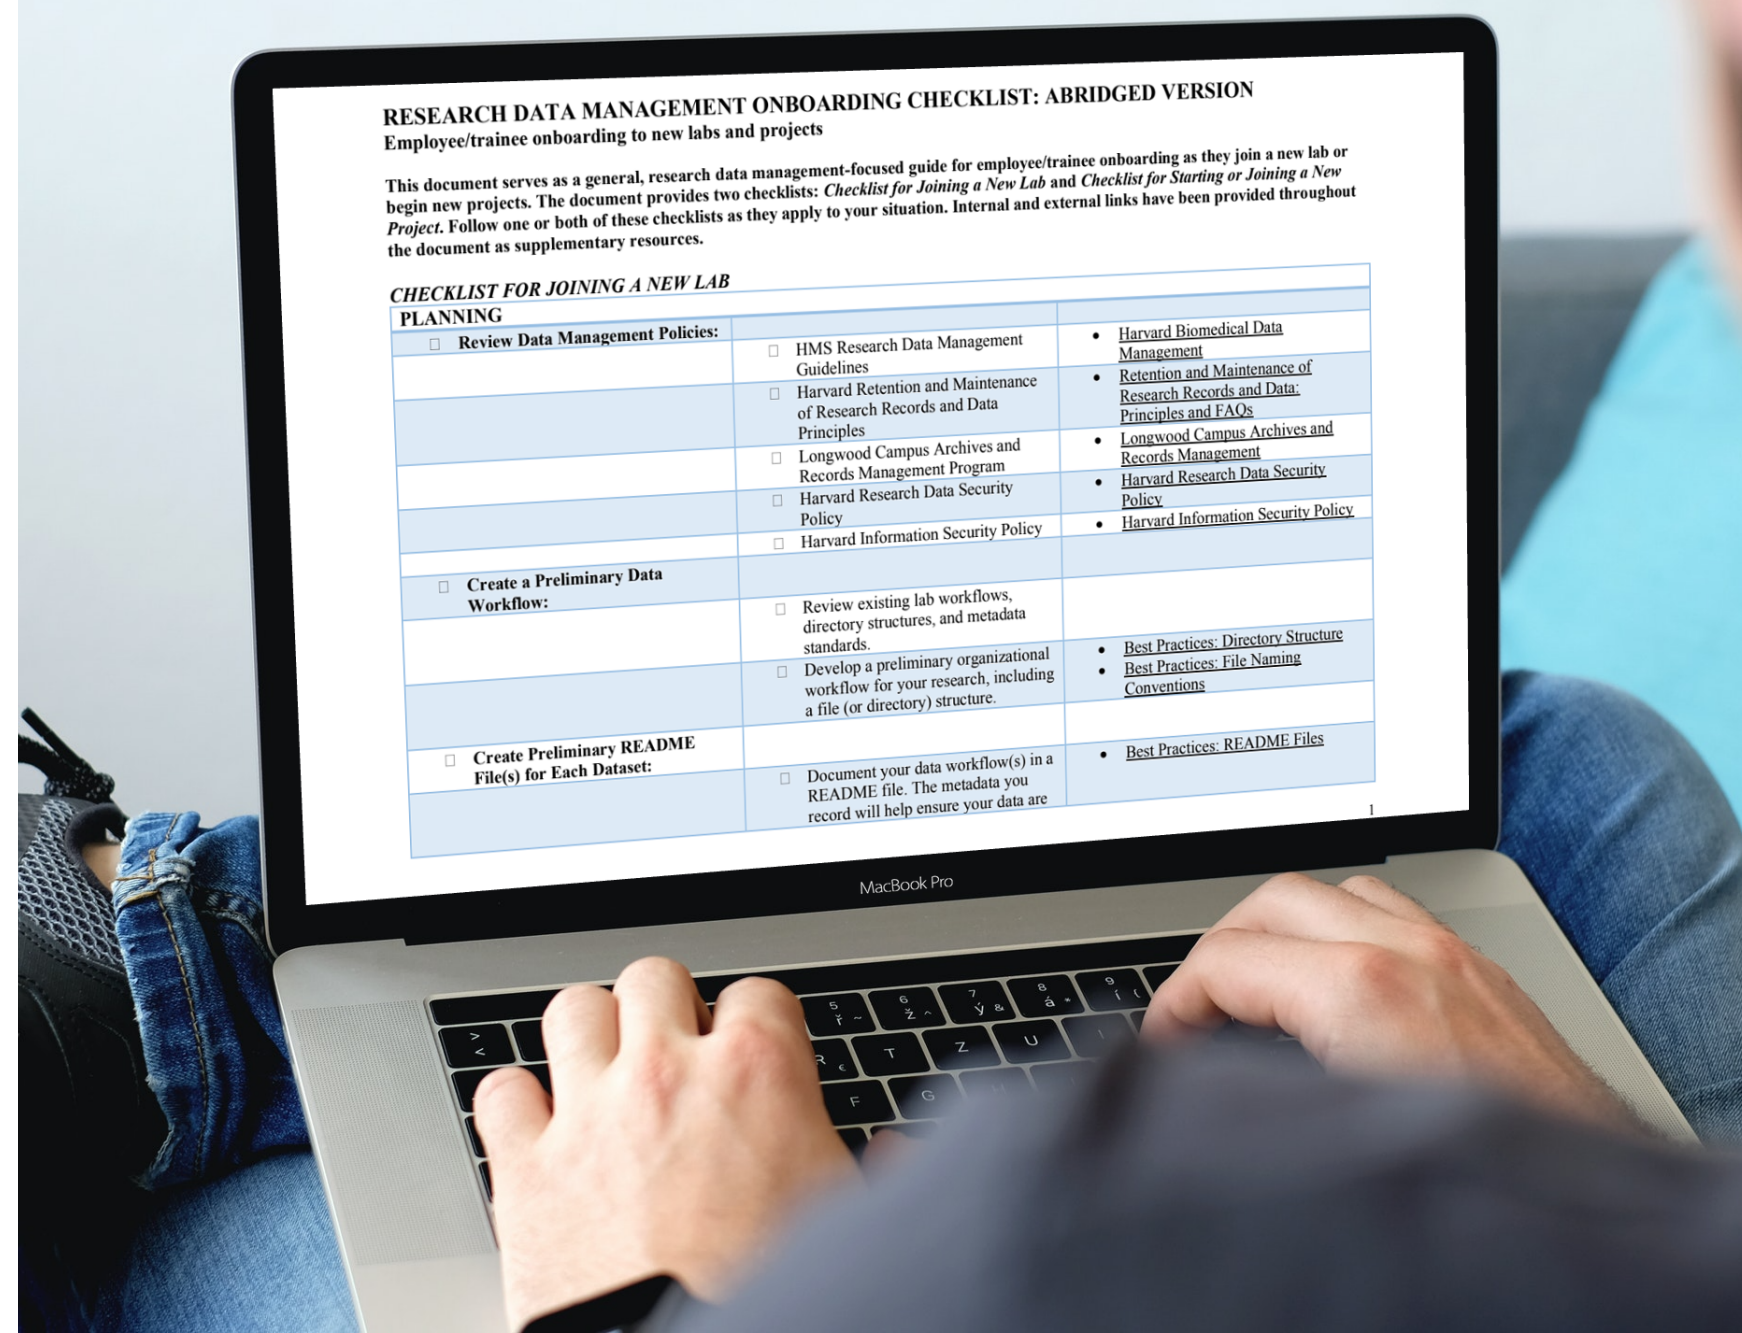 RESEARCH DATA MANAGEMENT ONBOARDING CHECKLIST: ABRIDGED VERSION
Employee/trainee onboarding to new labs and projects
This document serves as a general, research data management-focused guide for employee/trainee onboarding as they join a new lab or
begin new projects. The document provides two checklists: Checklist for Joining a New Lab and Checklist for Starting or Joining a New
Project. Follow one or both of these checklists as they apply to your situation. Internal and external links have been provided throughout
the document as supplementary resources.
CHECKLIST FOR JOINING A NEW LAB
PLANNING
Review Data Management Policies:
HMS Research Data Management
Guidelines
Harvard Biomedical Data
Management
Harvard Retention and Maintenance
of Research Records and Data
Principles
Retention and Maintenance of
Research Records and Data:
Principles and FAQs
Longwood Campus Archives and
Records Management Program
Longwood Campus Archives and
Records Management
Harvard Research Data Security
Policy
Harvard Research Data Security
Policy
Harvard Information Security Policy
Harvard Information Security Policy
Create a Preliminary Data
Workflow:
Review existing lab workflows,
directory structures, and metadata
standards.
Develop a preliminary organizational
workflow for your research, including
a file (or directory) structure.
Best Practices: Directory Structure
Best Practices: File Naming
Conventions
Create Preliminary README
File(s) for Each Dataset:
Document your data workflow(s) in a
README file. The metadata you
record will help ensure your data are
Best Practices: README Files
1
MacBook Pro
5 6 7 8 9
ř ~ ž ^ ý & á * í (
> <
R € T Z U I
F G H